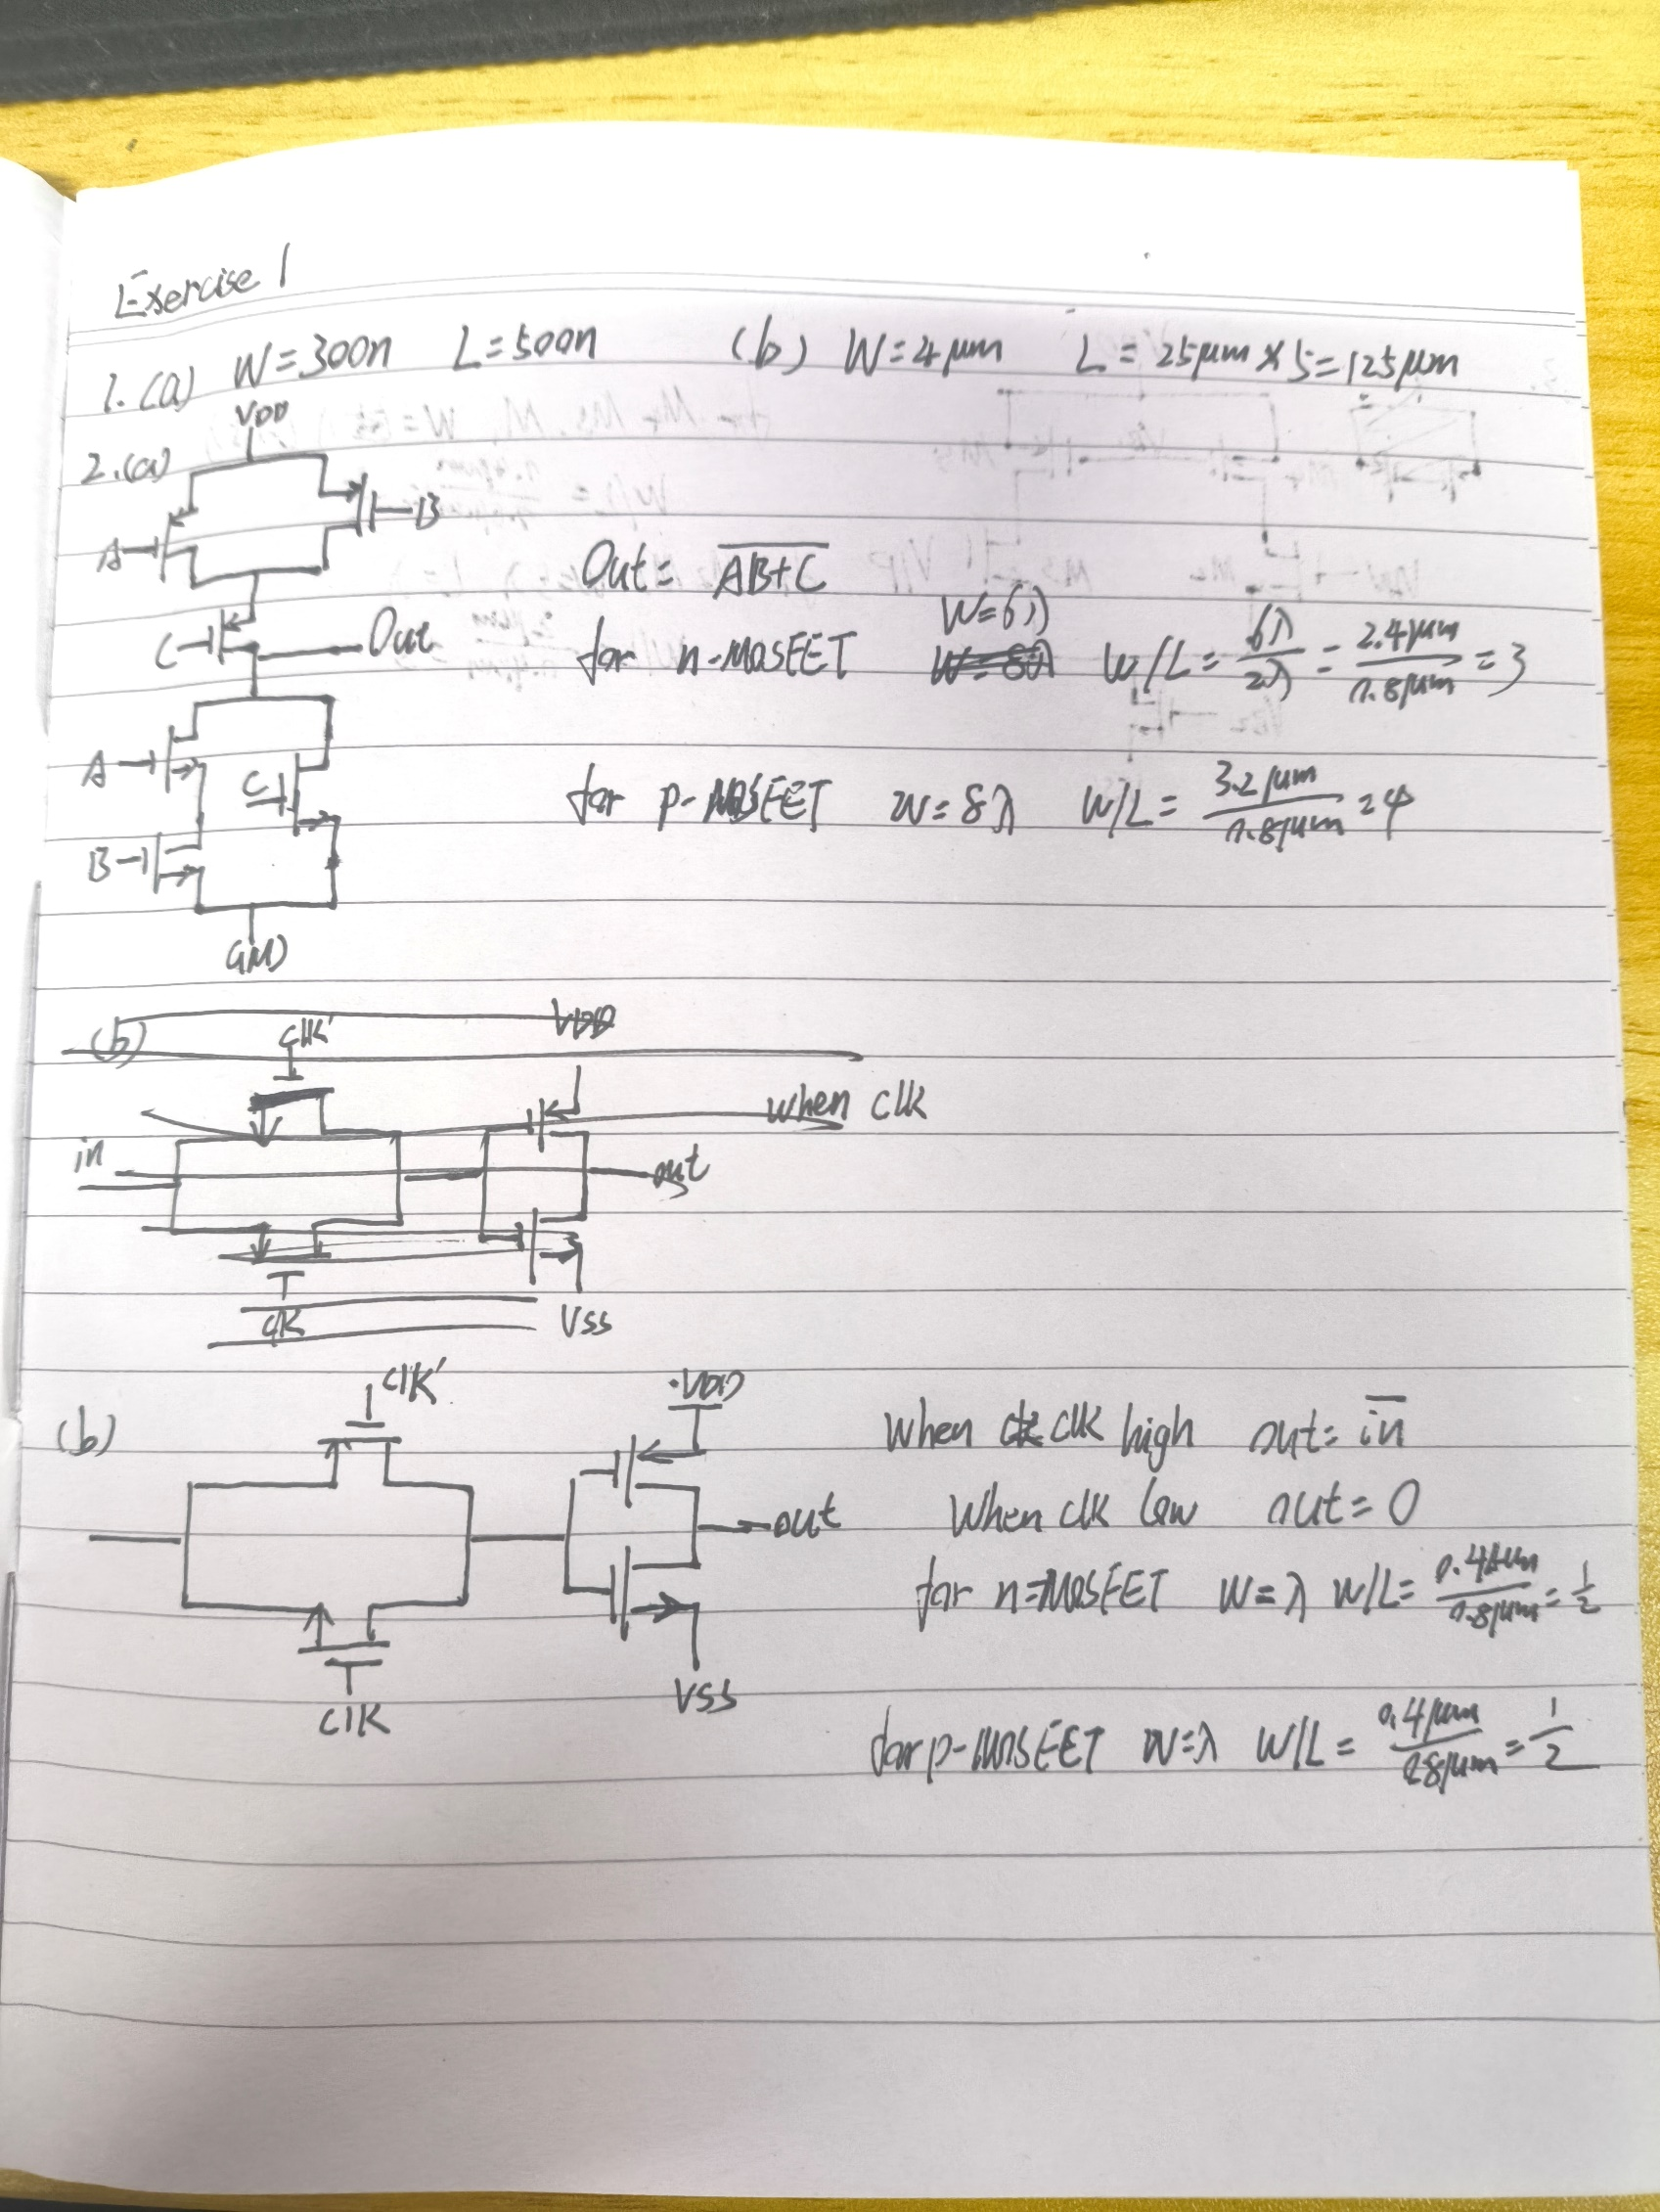 Exercise 1
1. (a) W=300n L=500n (b) W=4μm L=25μm×5=125μm
2. (a) VDD
A B
Out = \overline{AB+C}
C Out
for n-MOSFET W=6λ W/L = 6λ/2λ = 2.4μm/0.8μm = 3
A C
for p-MOSFET W=8λ W/L = 3.2μm/0.8μm = 4
B
GND
(b) clk' VDD
when clk
in out
clk VSS
(b) clk' VDD
When clk high out = \overline{in}
out When clk low out = 0
for n-MOSFET W=λ W/L = 0.4μm/0.8μm = 1/2
clk VSS
for p-MOSFET W=λ W/L = 0.4μm/0.8μm = 1/2